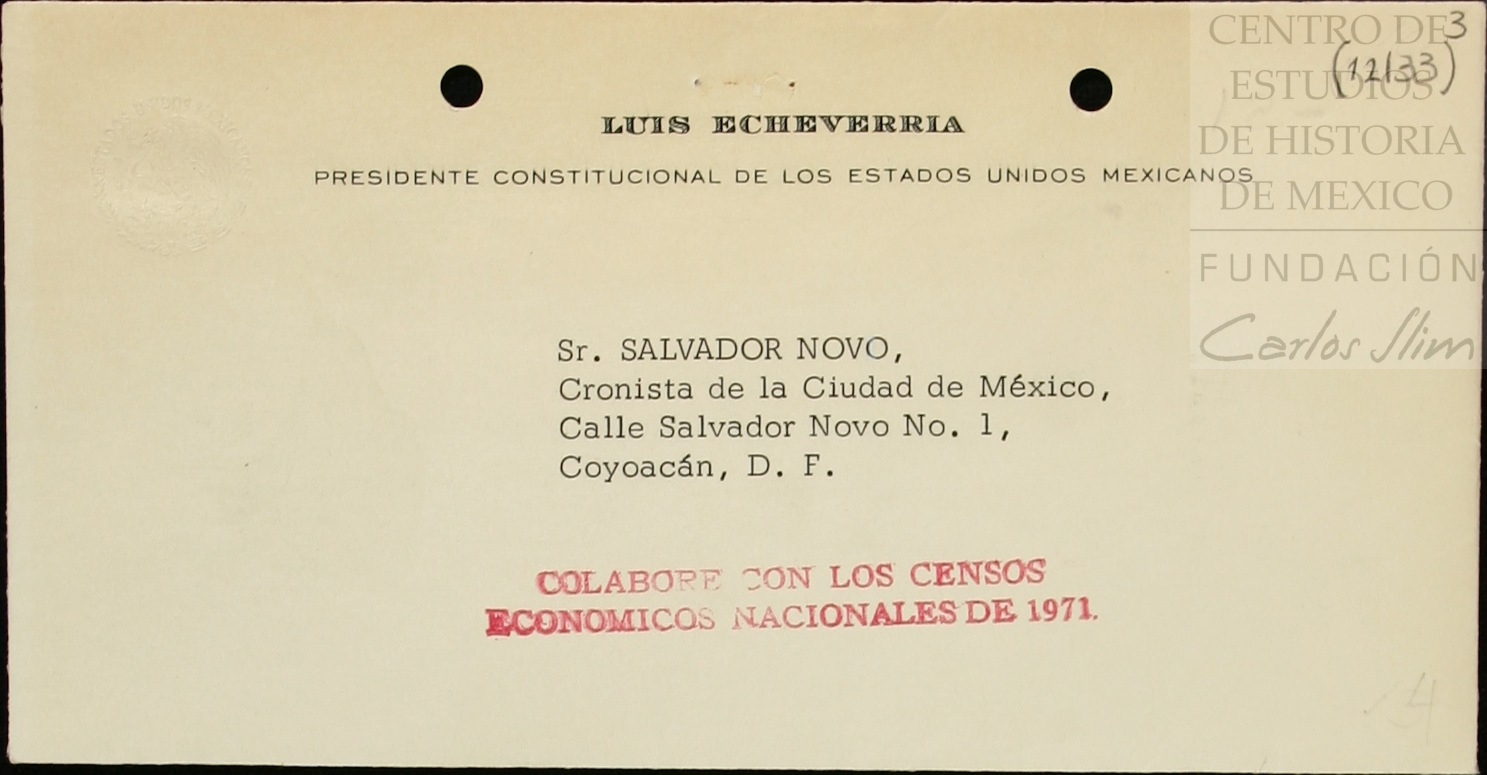 LUIS ECHEVERRIA
PRESIDENTE CONSTITUCIONAL DE LOS ESTADOS UNIDOS MEXICANOS
3
(12/33)
CENTRO DE
ESTUDIOS
DE HISTORIA
DE MEXICO
FUNDACIÓN
Carlos Slim
Sr. SALVADOR NOVO,
Cronista de la Ciudad de México,
Calle Salvador Novo No. 1,
Coyoacán, D. F.
COLABORE CON LOS CENSOS
ECONOMICOS NACIONALES DE 1971.